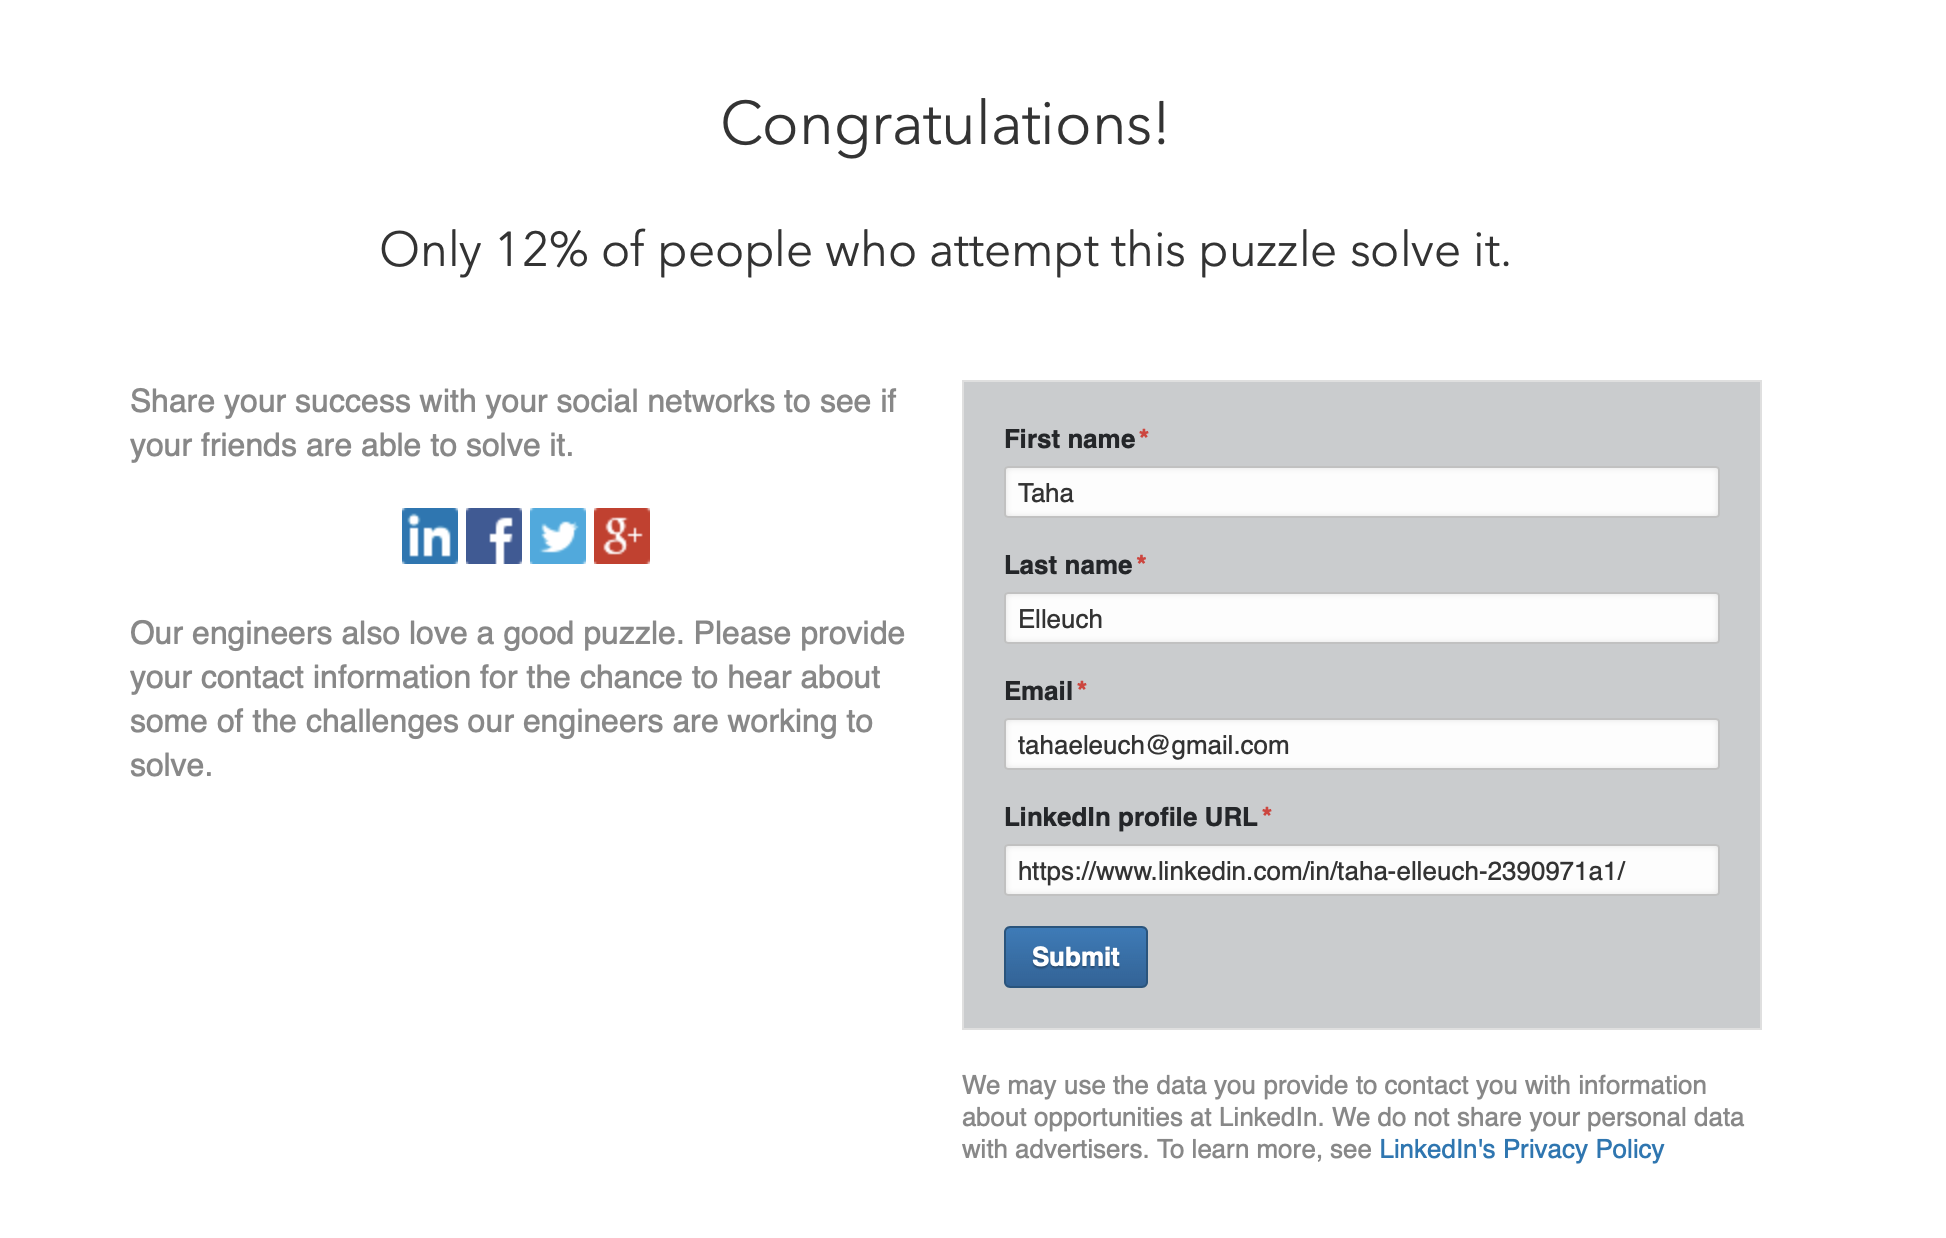 Congratulations!
Only 12% of people who attempt this puzzle solve it.
Share your success with your social networks to see if
your friends are able to solve it.
in f g+
Our engineers also love a good puzzle. Please provide
your contact information for the chance to hear about
some of the challenges our engineers are working to
solve.
First name*
Taha
Last name*
Elleuch
Email*
tahaeleuch@gmail.com
LinkedIn profile URL*
https://www.linkedin.com/in/taha-elleuch-2390971a1/
Submit
We may use the data you provide to contact you with information
about opportunities at LinkedIn. We do not share your personal data
with advertisers. To learn more, see LinkedIn's Privacy Policy